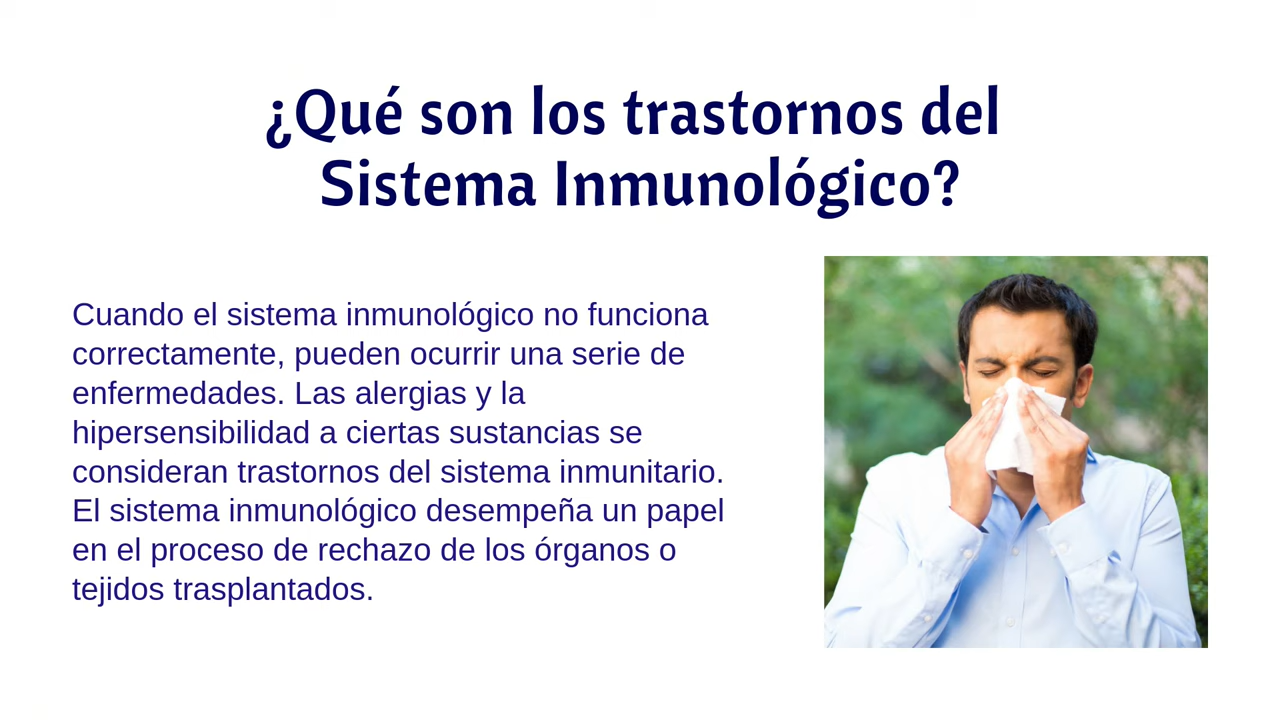 ¿Qué son los trastornos del
Sistema Inmunológico?
Cuando el sistema inmunológico no funciona
correctamente, pueden ocurrir una serie de
enfermedades. Las alergias y la
hipersensibilidad a ciertas sustancias se
consideran trastornos del sistema inmunitario.
El sistema inmunológico desempeña un papel
en el proceso de rechazo de los órganos o
tejidos trasplantados.